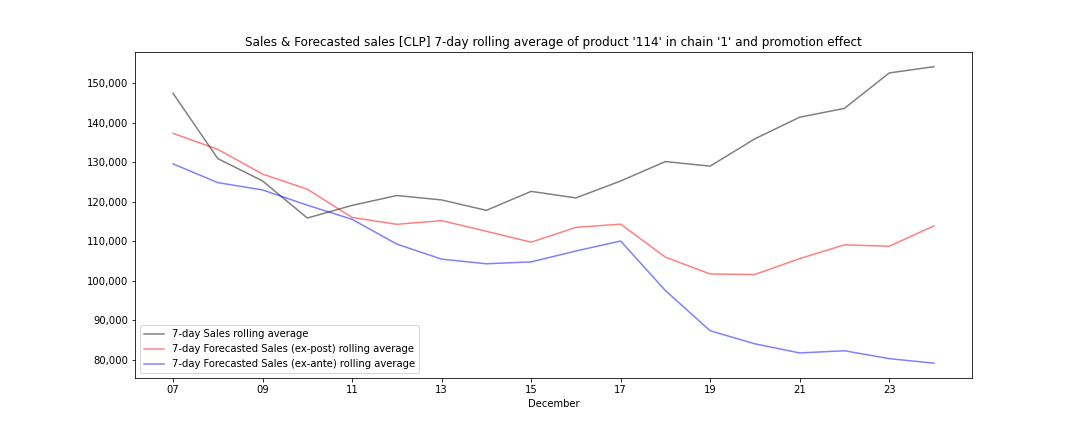 Sales & Forecasted sales [CLP] 7-day rolling average of product '114' in chain '1' and promotion effect
150,000
140,000
130,000
120,000
110,000
100,000
90,000
80,000
7-day Sales rolling average
7-day Forecasted Sales (ex-post) rolling average
7-day Forecasted Sales (ex-ante) rolling average
07 09 11 13 15 17 19 21 23
December